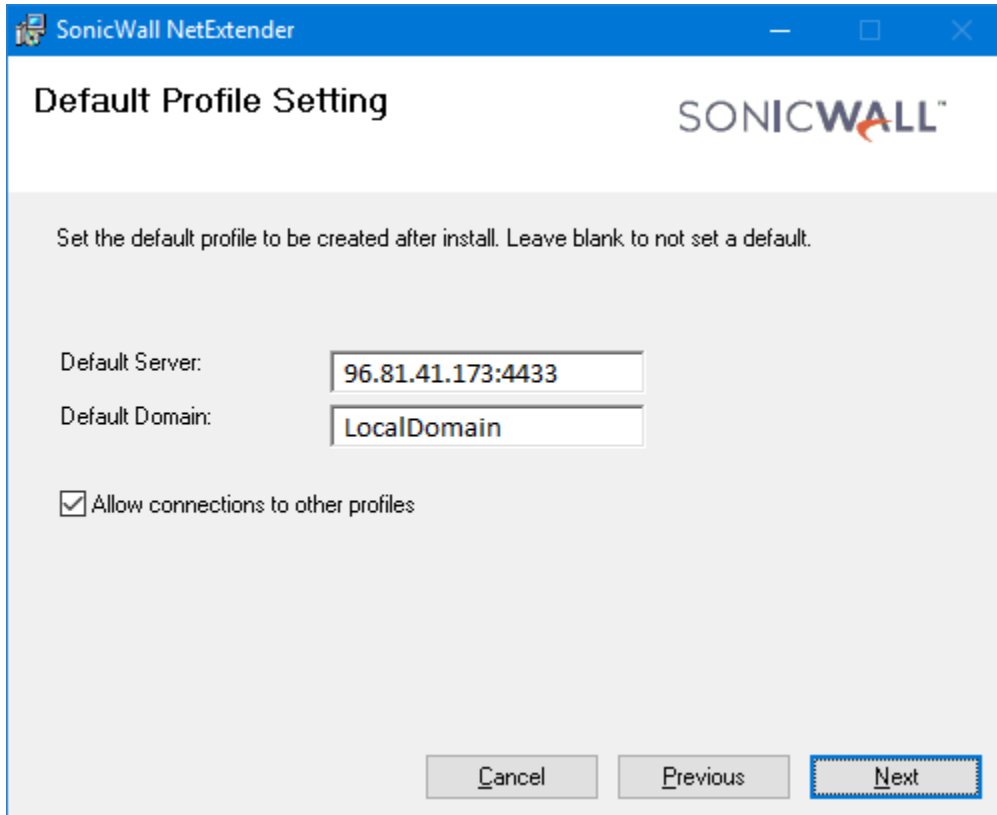 SonicWall NetExtender
Default Profile Setting
SONICWALL™
Set the default profile to be created after install. Leave blank to not set a default.
Default Server: 96.81.41.173:4433
Default Domain: LocalDomain
Allow connections to other profiles
Cancel Previous Next